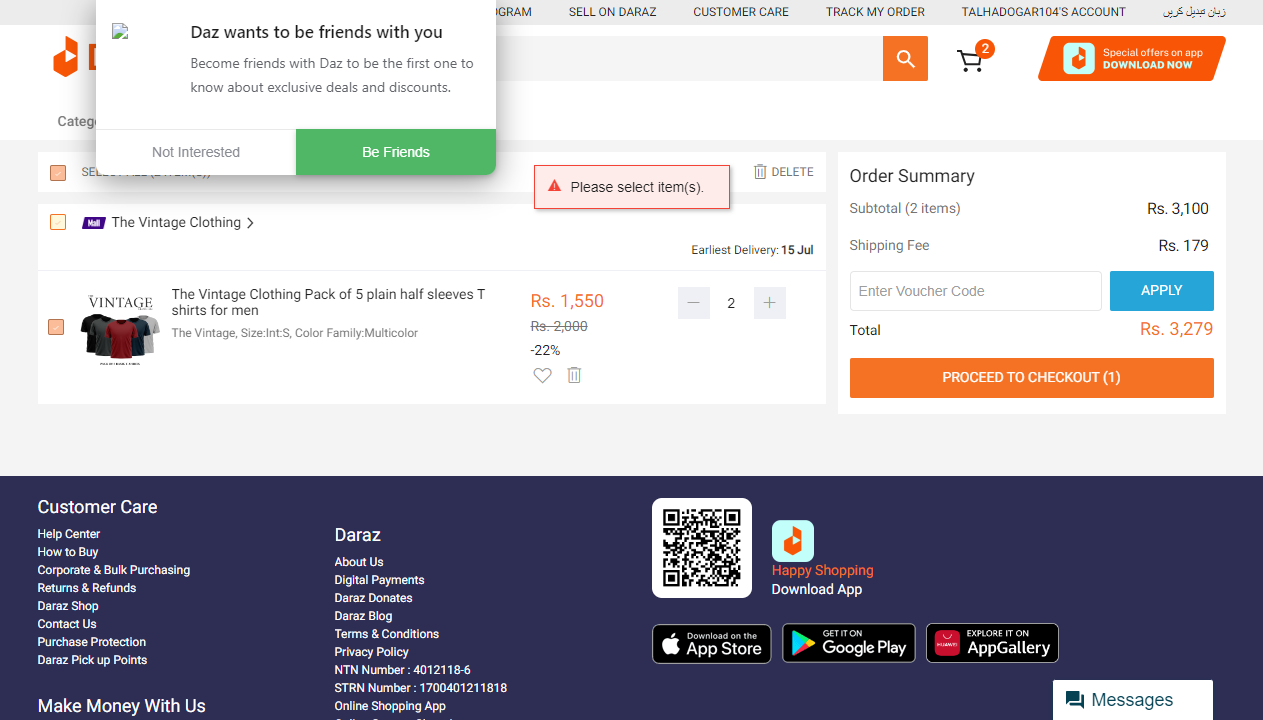 OGRAM
SELL ON DARAZ
CUSTOMER CARE
TRACK MY ORDER
TALHADOGAR104'S ACCOUNT
زبان تبدیل کریں
Daz wants to be friends with you
Become friends with Daz to be the first one to
know about exclusive deals and discounts.
Not Interested
Be Friends
2
Special offers on app
DOWNLOAD NOW
Please select item(s).
DELETE
Mall The Vintage Clothing
Earliest Delivery: 15 Jul
VINTAGE
The Vintage Clothing Pack of 5 plain half sleeves T
shirts for men
The Vintage, Size:Int:S, Color Family:Multicolor
Rs. 1,550
Rs. 2,000
-22%
2
Order Summary
Subtotal (2 items) Rs. 3,100
Shipping Fee Rs. 179
Enter Voucher Code
APPLY
Total Rs. 3,279
PROCEED TO CHECKOUT (1)
Customer Care
Help Center
How to Buy
Corporate & Bulk Purchasing
Returns & Refunds
Daraz Shop
Contact Us
Purchase Protection
Daraz Pick up Points
Make Money With Us
Daraz
About Us
Digital Payments
Daraz Donates
Daraz Blog
Terms & Conditions
Privacy Policy
NTN Number : 4012118-6
STRN Number : 1700401211818
Online Shopping App
Happy Shopping
Download App
Download on the
App Store
GET IT ON
Google Play
HUAWEI
EXPLORE IT ON
AppGallery
Messages